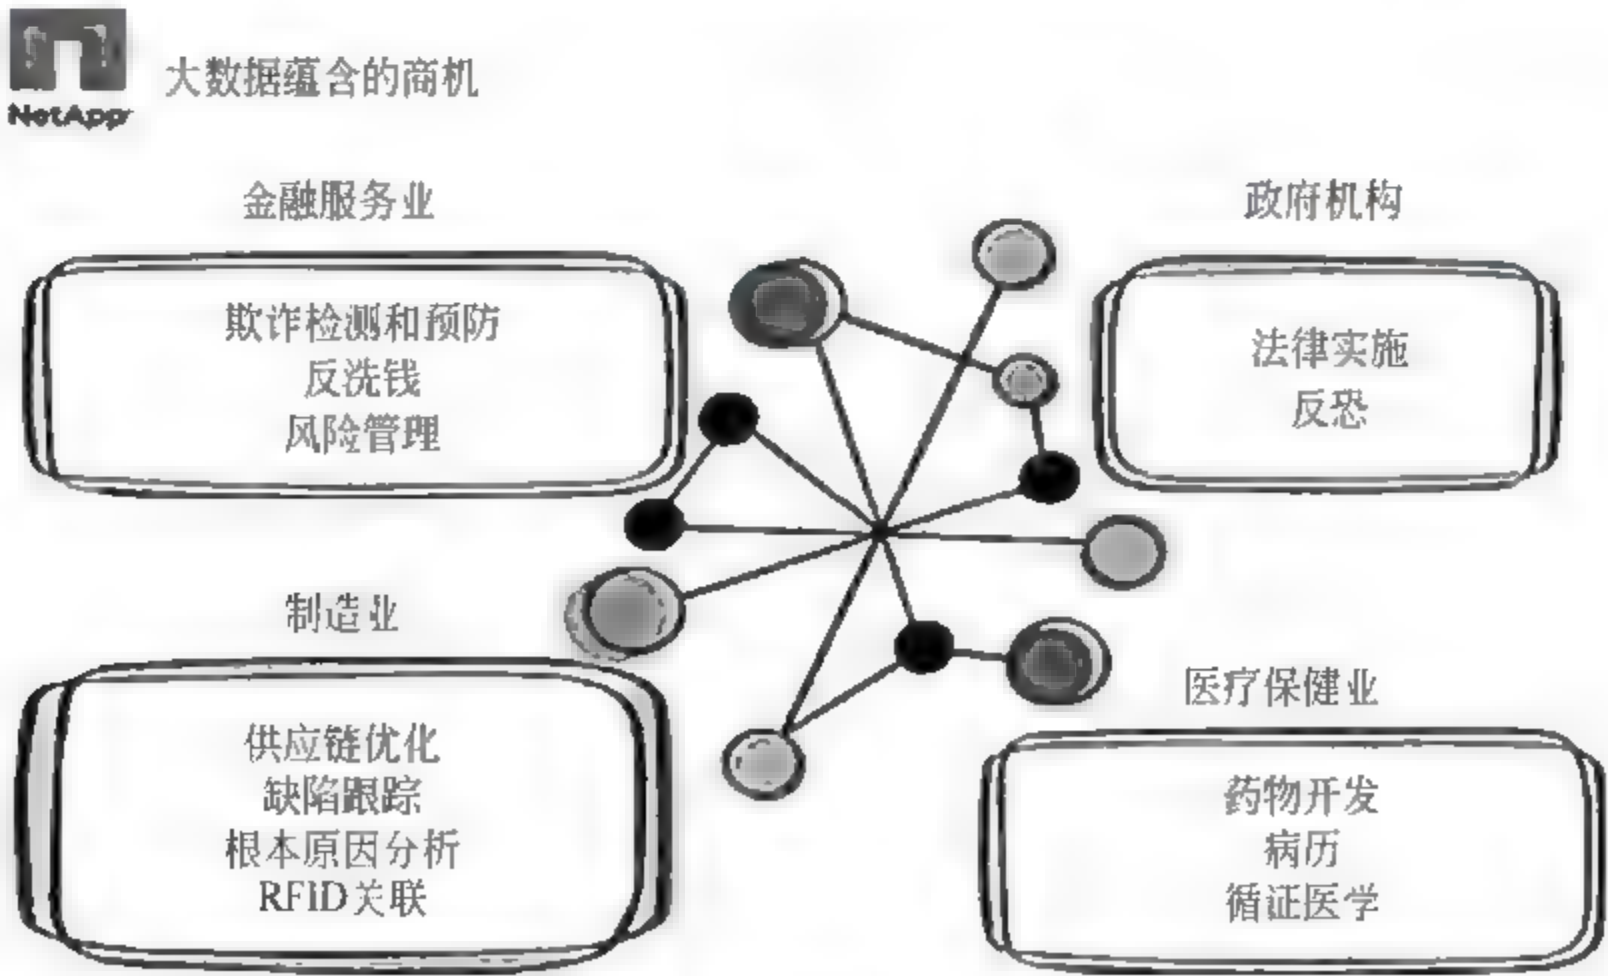 NetApp
大数据蕴含的商机
金融服务业
欺诈检测和预防
反洗钱
风险管理
政府机构
法律实施
反恐
制造业
供应链优化
缺陷跟踪
根本原因分析
RFID关联
医疗保健业
药物开发
病历
循证医学